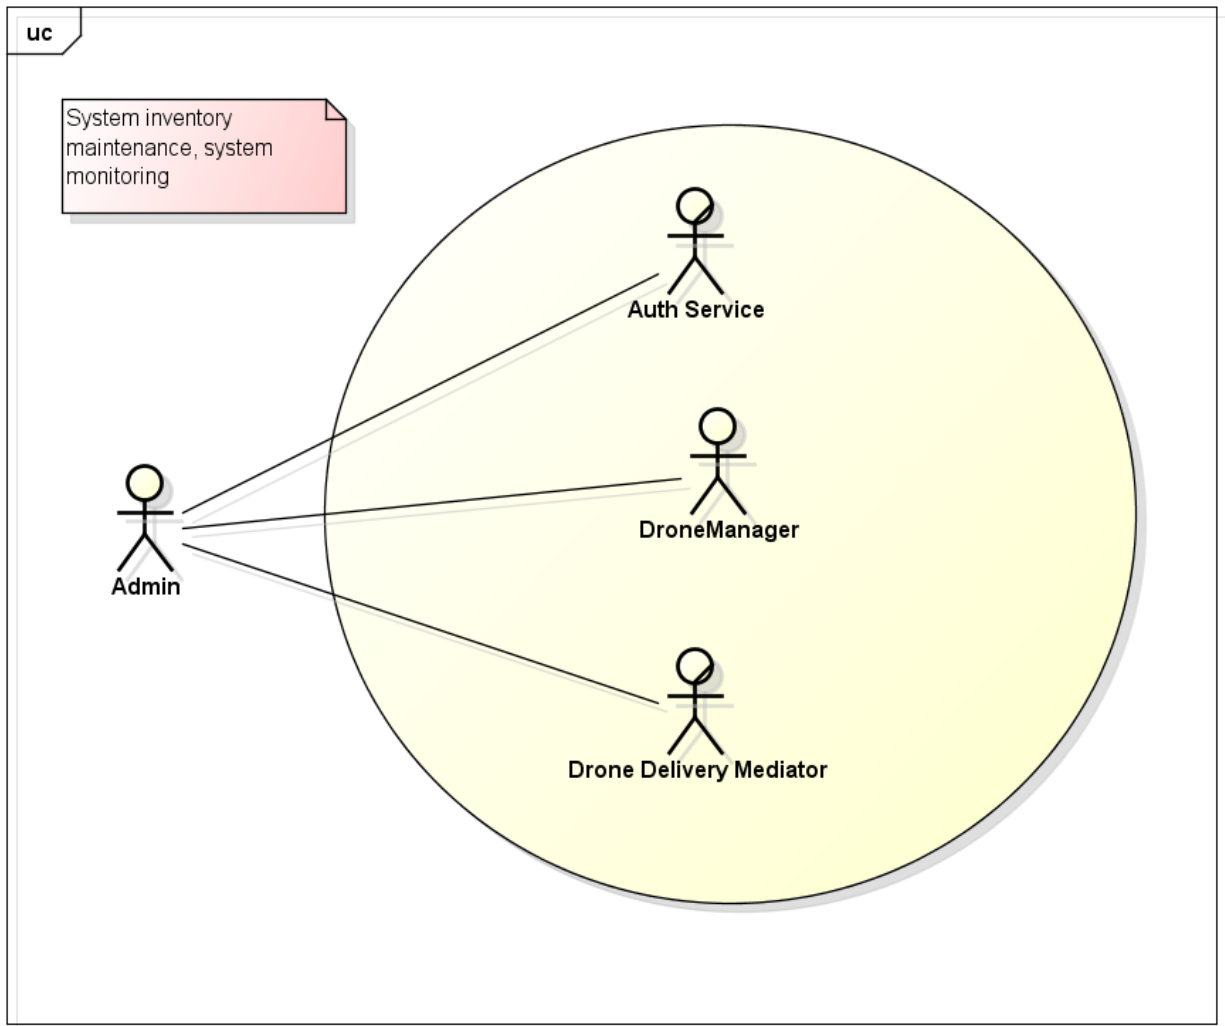 uc
System inventory
maintenance, system
monitoring
Auth Service
DroneManager
Admin
Drone Delivery Mediator